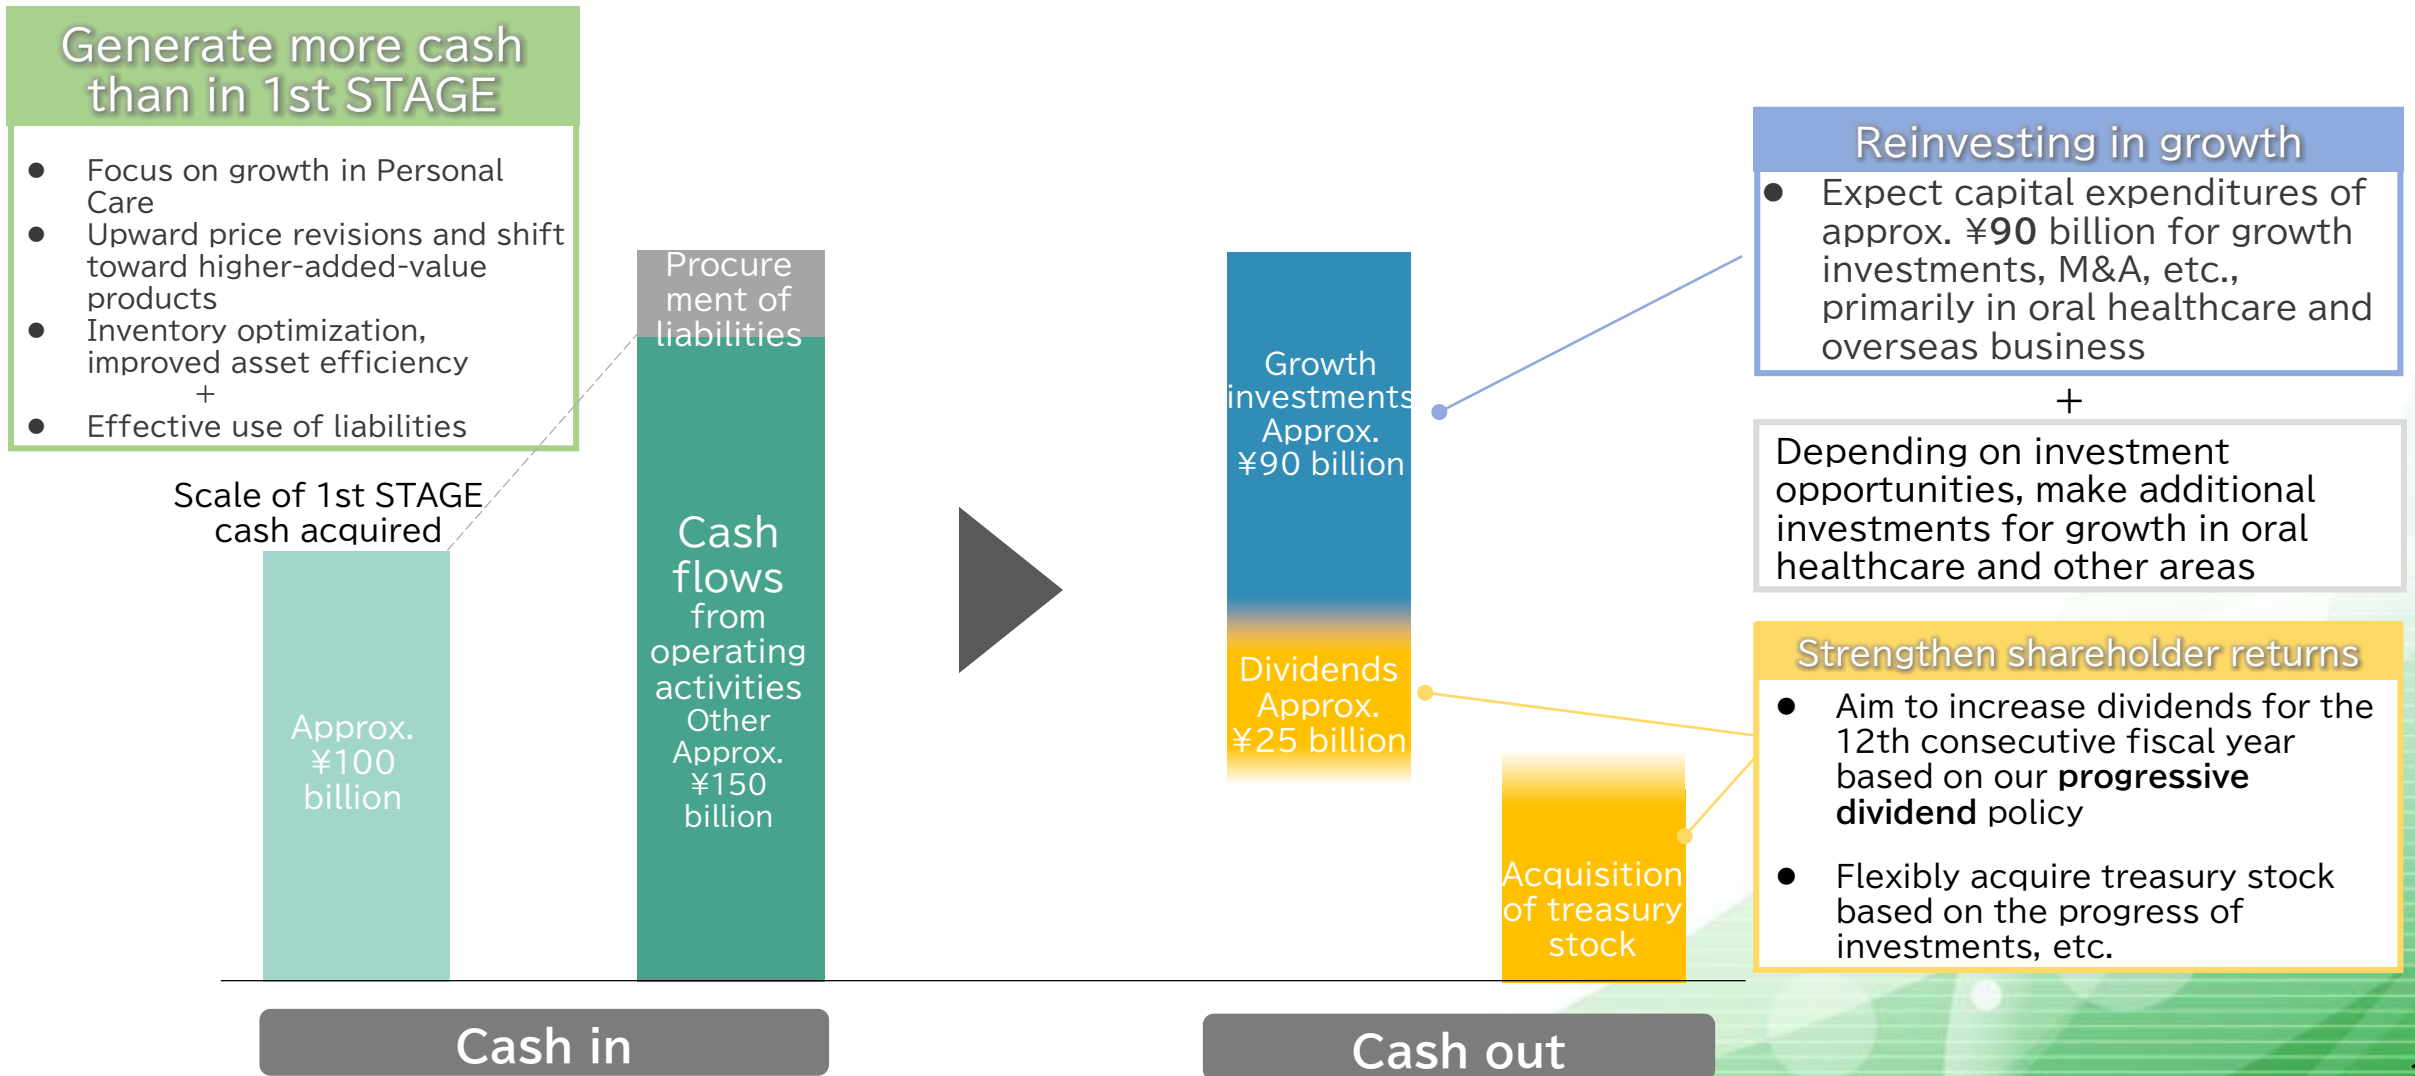 Generate more cash
than in 1st STAGE
● Focus on growth in Personal
Care
● Upward price revisions and shift
toward higher-added-value
products
● Inventory optimization,
improved asset efficiency
+
● Effective use of liabilities
Scale of 1st STAGE
cash acquired
Approx.
¥100
billion
Procure
ment of
liabilities
Cash
flows
from
operating
activities
Other
Approx.
¥150
billion
Cash in
Growth
investments
Approx.
¥90 billion
Dividends
Approx.
¥25 billion
Acquisition
of treasury
stock
Cash out
Reinvesting in growth
● Expect capital expenditures of
approx. ¥90 billion for growth
investments, M&A, etc.,
primarily in oral healthcare and
overseas business
+
Depending on investment
opportunities, make additional
investments for growth in oral
healthcare and other areas
Strengthen shareholder returns
● Aim to increase dividends for the
12th consecutive fiscal year
based on our progressive
dividend policy
● Flexibly acquire treasury stock
based on the progress of
investments, etc.